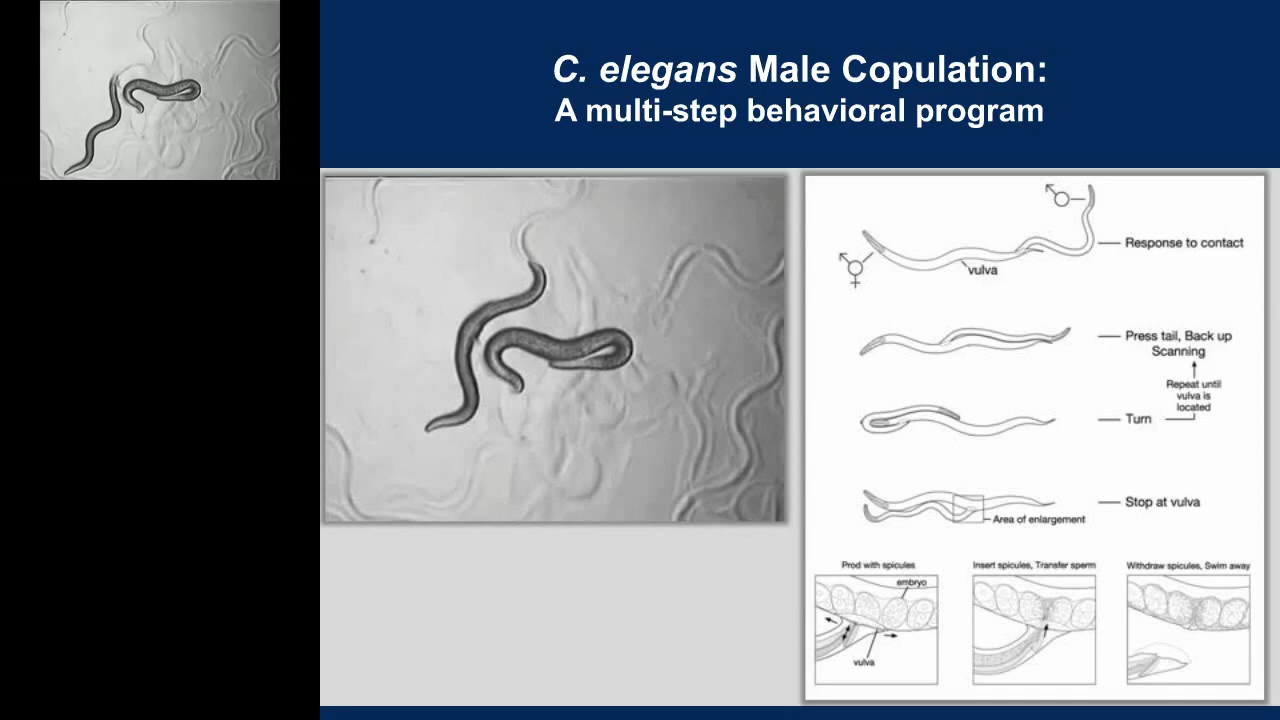 C. elegans Male Copulation:
A multi-step behavioral program
Response to contact
vulva
Press tail, Back up
Scanning
Repeat until
vulva is
located
Turn
Stop at vulva
Area of enlargement
Prod with spicules
embryo
vulva
Insert spicules, Transfer sperm
Withdraw spicules, Swim away